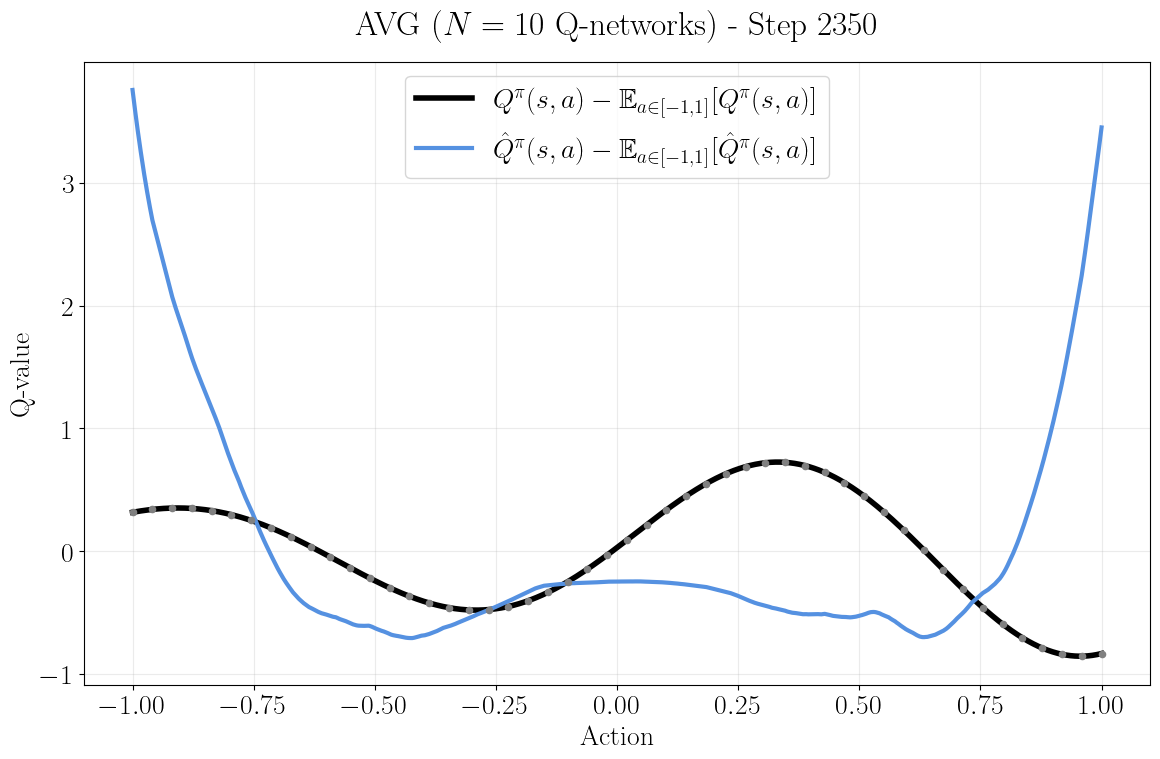 AVG (N = 10 Q-networks) - Step 2350
Q^π(s, a) − 𝔼_{a∈[−1,1]}[Q^π(s, a)]
Q̂^π(s, a) − 𝔼_{a∈[−1,1]}[Q̂^π(s, a)]
Q-value
3
2
1
0
−1
−1.00 −0.75 −0.50 −0.25 0.00 0.25 0.50 0.75 1.00
Action